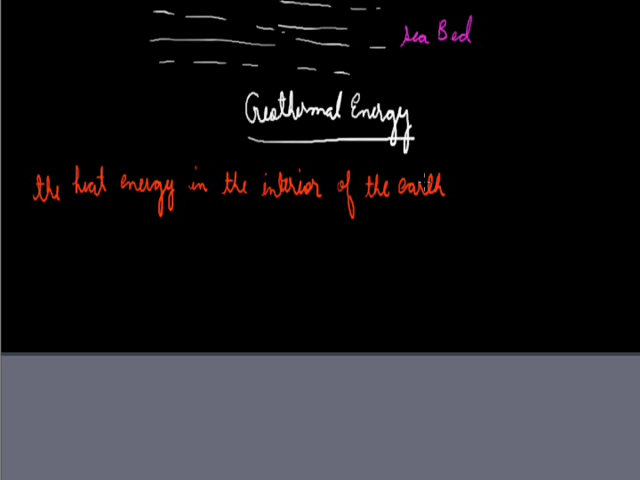 sea Bed
Geothermal Energy
the heat energy in the interior of the earth